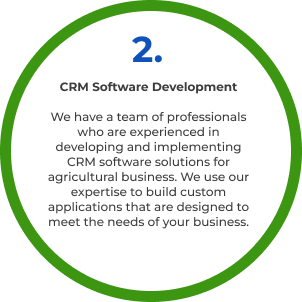 2.
CRM Software Development
We have a team of professionals
who are experienced in
developing and implementing
CRM software solutions for
agricultural business. We use our
expertise to build custom
applications that are designed to
meet the needs of your business.